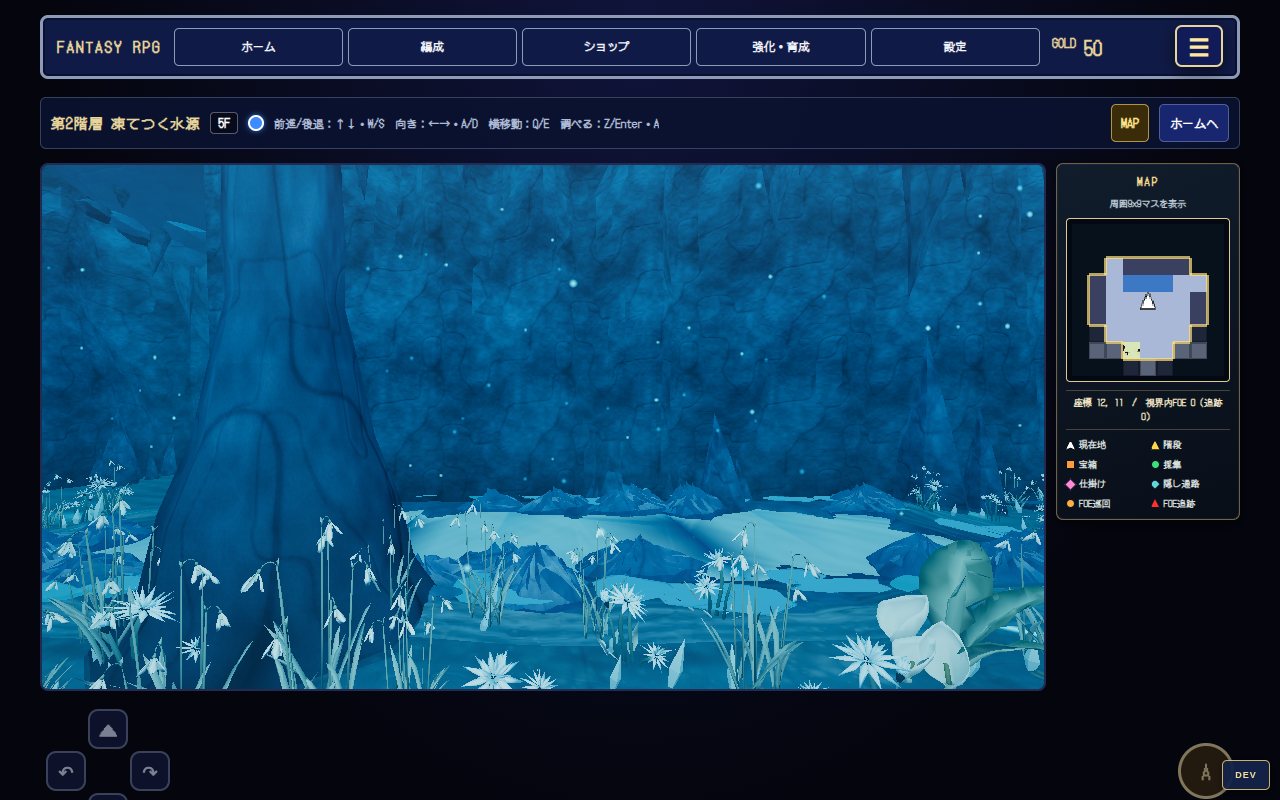 FANTASY RPG
ホーム
編成
ショップ
強化・育成
設定
GOLD 50
第2階層 凍てつく水源
5F
前進/後退：↑↓・W/S 向き：←→・A/D 横移動：Q/E 調べる：Z/Enter・A
MAP
ホームへ
MAP
周囲9x9マスを表示
座標 12, 11 / 視界内FOE 0（追跡
0）
現在地
階段
宝箱
採集
仕掛け
隠し通路
FOE巡回
FOE追跡
A
DEV